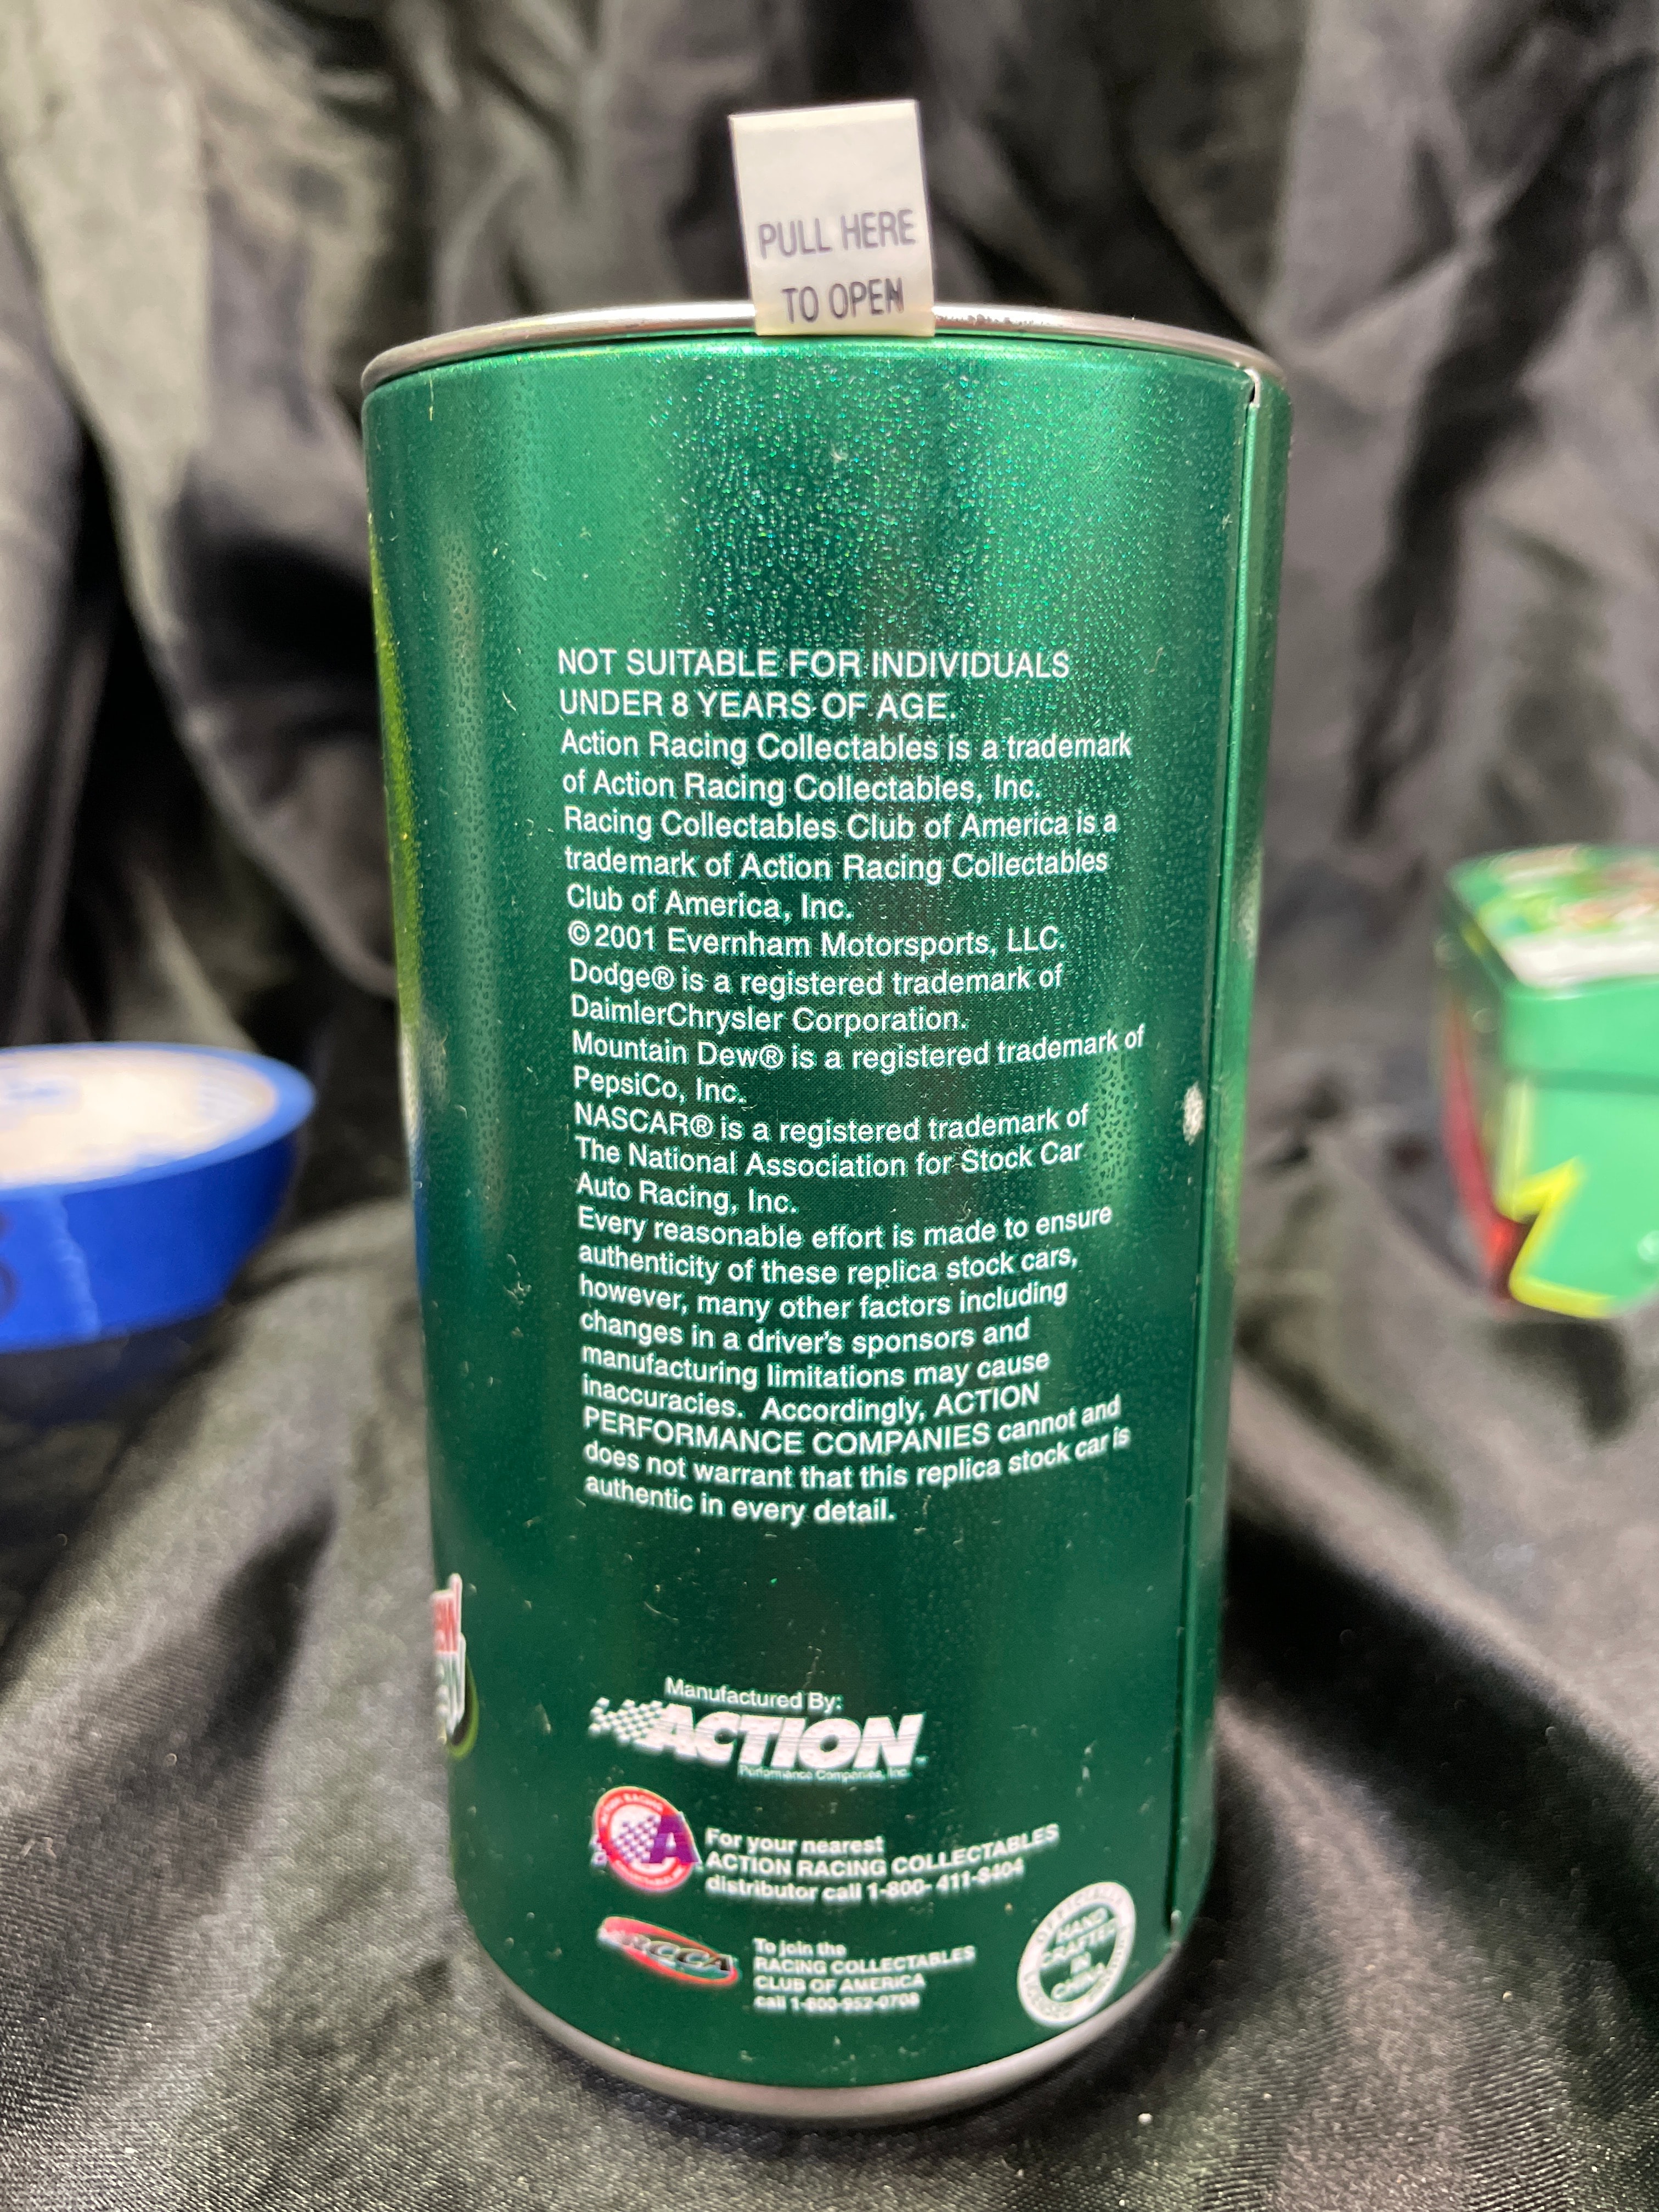 PULL HERE
TO OPEN
NOT SUITABLE FOR INDIVIDUALS
UNDER 8 YEARS OF AGE.
Action Racing Collectables is a trademark
of Action Racing Collectables, Inc.
Racing Collectables Club of America is a
trademark of Action Racing Collectables
Club of America, Inc.
©2001 Evernham Motorsports, LLC.
Dodge® is a registered trademark of
DaimlerChrysler Corporation.
Mountain Dew® is a registered trademark of
PepsiCo, Inc.
NASCAR® is a registered trademark of
The National Association for Stock Car
Auto Racing, Inc.
Every reasonable effort is made to ensure
authenticity of these replica stock cars,
however, many other factors including
changes in a driver's sponsors and
manufacturing limitations may cause
inaccuracies. Accordingly, ACTION
PERFORMANCE COMPANIES cannot and
does not warrant that this replica stock car is
authentic in every detail.
Manufactured By:
ACTION
Performance Companies, Inc.
For your nearest
ACTION RACING COLLECTABLES
distributor call 1-800- 411-8404
RCCA
To join the
RACING COLLECTABLES
CLUB OF AMERICA
call 1-800-952-0708
HAND
CRAFTED
IN
CHINA